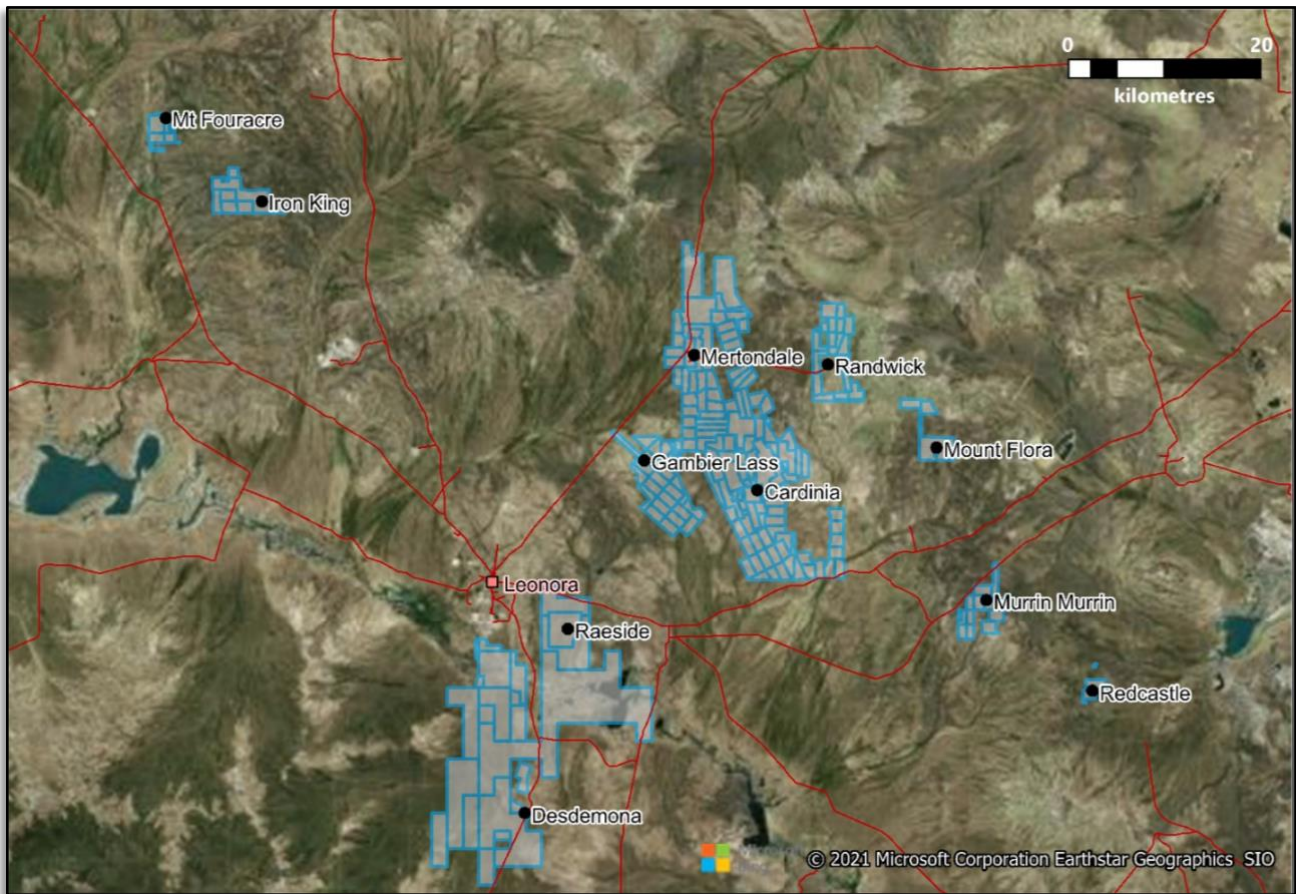 0 20
kilometres
Mt Fouracre
Iron King
Mertondale
Randwick
Mount Flora
Gambier Lass
Cardinia
Leonora
Murrin Murrin
Raeside
Redcastle
Desdemona
© 2021 Microsoft Corporation Earthstar Geographics SIO